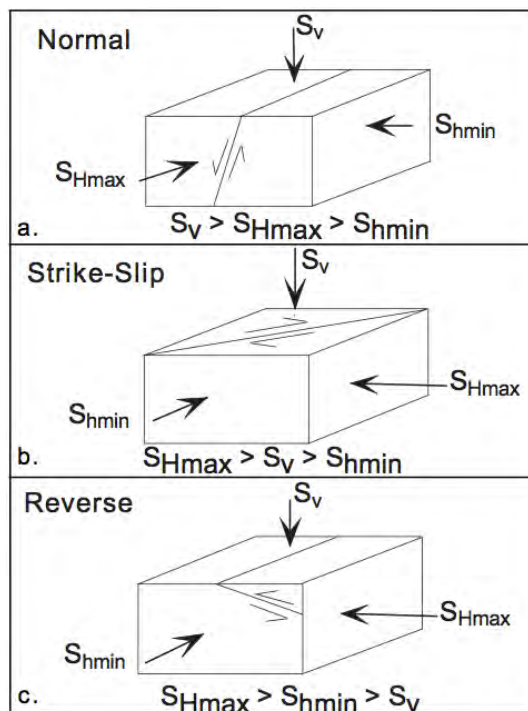 Normal
Sv
Shmin
SHmax
a.
Sv > SHmax > Shmin
Strike-Slip
Sv
SHmax
Shmin
b.
SHmax > Sv > Shmin
Reverse
Sv
SHmax
Shmin
c.
SHmax > Shmin > Sv